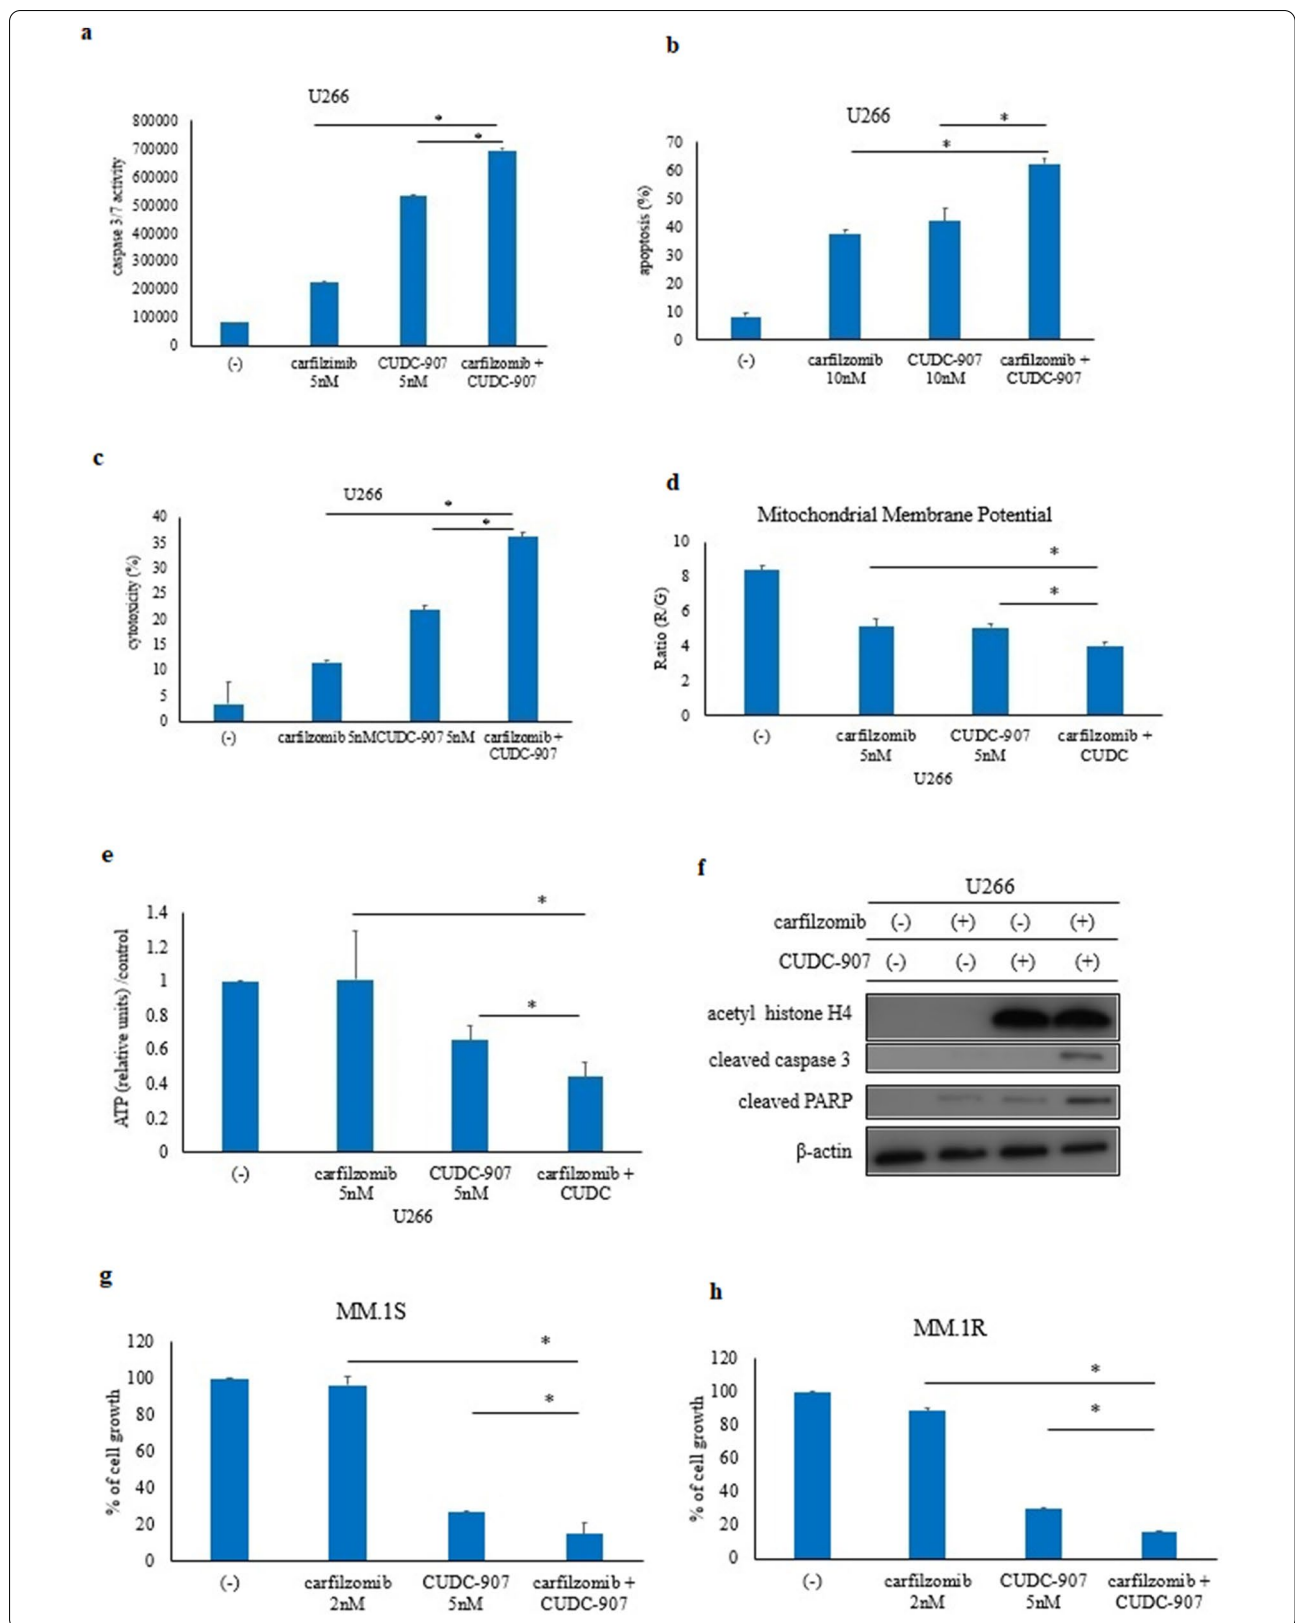 a
U266
*
*
800000
700000
600000
500000
400000
300000
200000
100000
0
caspase 3/7 activity
(-)
carfilzimib
5nM
CUDC-907
5nM
carfilzomib +
CUDC-907
b
U266
*
*
70
60
50
40
30
20
10
0
apoptosis (%)
(-)
carfilzomib
10nM
CUDC-907
10nM
carfilzomib +
CUDC-907
c
U266
*
*
40
35
30
25
20
15
10
5
0
cytotoxicity (%)
(-)
carfilzomib 5nM
CUDC-907 5nM
carfilzomib +
CUDC-907
d
Mitochondrial Membrane Potential
*
*
10
8
6
4
2
0
Ratio (R/G)
(-)
carfilzomib
5nM
CUDC-907
5nM
carfilzomib +
CUDC
U266
e
*
*
1.4
1.2
1
0.8
0.6
0.4
0.2
0
ATP (relative units) /control
(-)
carfilzomib
5nM
CUDC-907
5nM
carfilzomib +
CUDC
U266
f
U266
carfilzomib (-) (+) (-) (+)
CUDC-907 (-) (-) (+) (+)
acetyl histone H4
cleaved caspase 3
cleaved PARP
β-actin
g
MM.1S
*
*
120
100
80
60
40
20
0
% of cell growth
(-)
carfilzomib
2nM
CUDC-907
5nM
carfilzomib +
CUDC-907
h
MM.1R
*
*
120
100
80
60
40
20
0
% of cell growth
(-)
carfilzomib
2nM
CUDC-907
5nM
carfilzomib +
CUDC-907